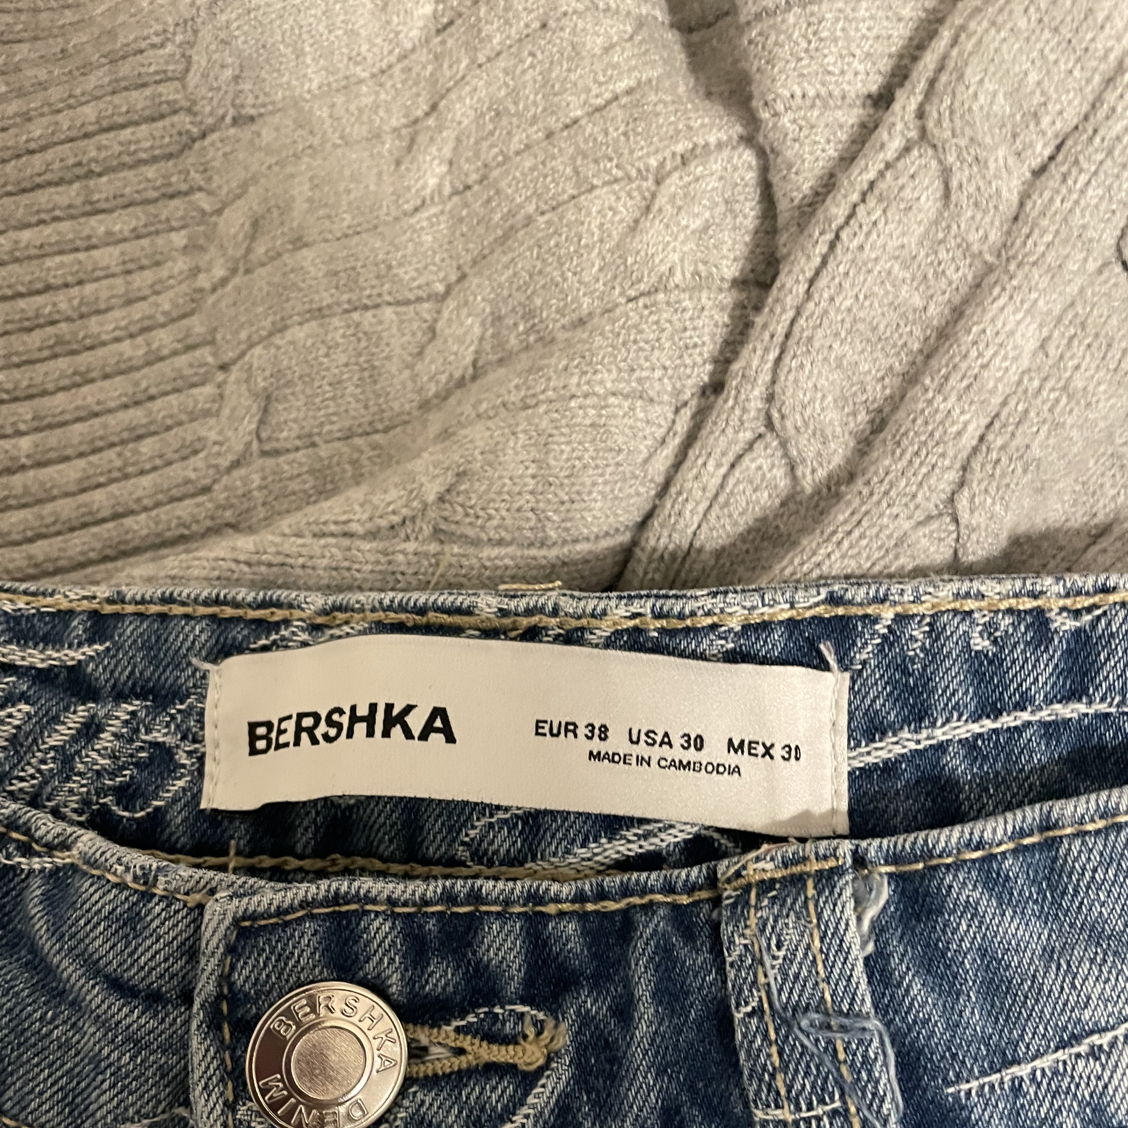 BERSHKA EUR 38 USA 30 MEX 30
MADE IN CAMBODIA
BERSHKA
DENIM